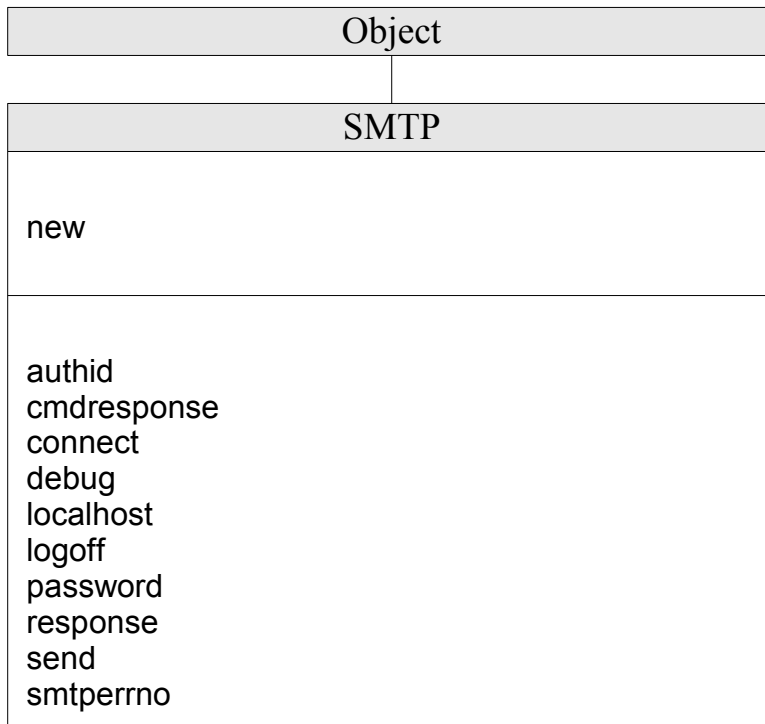 Object
SMTP
new
authid
cmdresponse
connect
debug
localhost
logoff
password
response
send
smtperrno